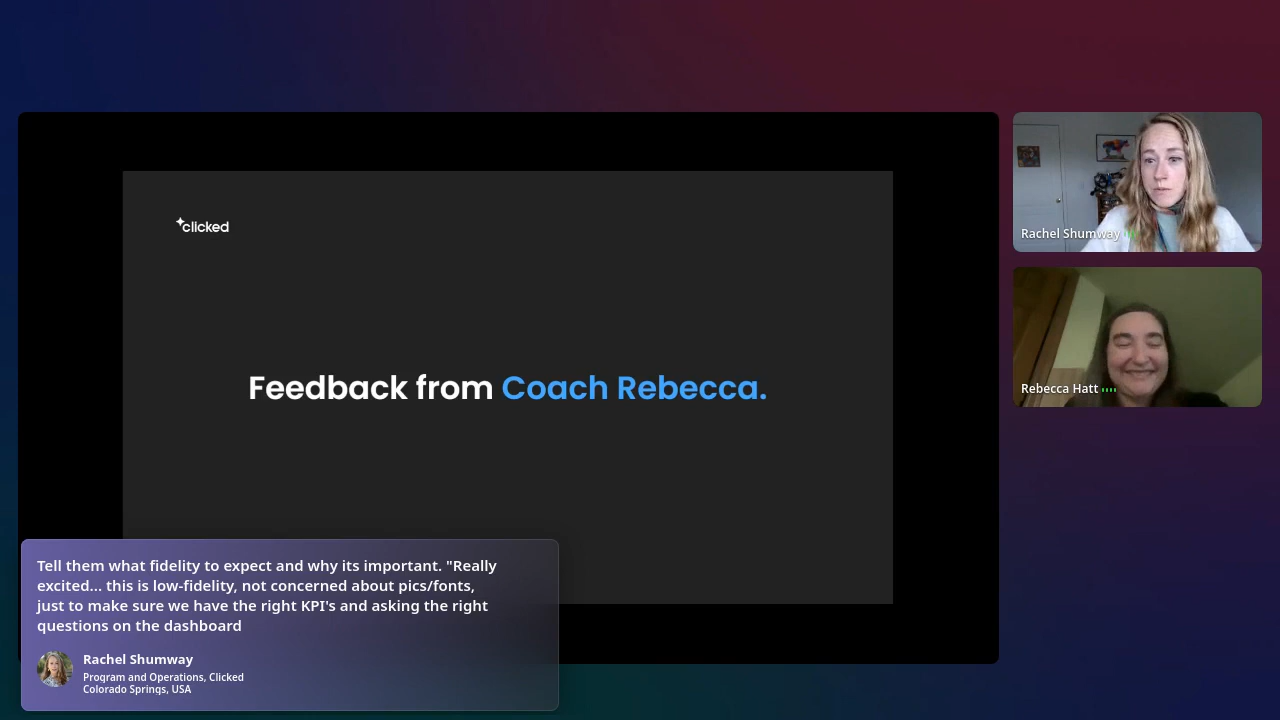 clicked
Feedback from Coach Rebecca.
Rachel Shumway
Rebecca Hatt
Tell them what fidelity to expect and why its important. "Really
excited... this is low-fidelity, not concerned about pics/fonts,
just to make sure we have the right KPI's and asking the right
questions on the dashboard
Rachel Shumway
Program and Operations, Clicked
Colorado Springs, USA